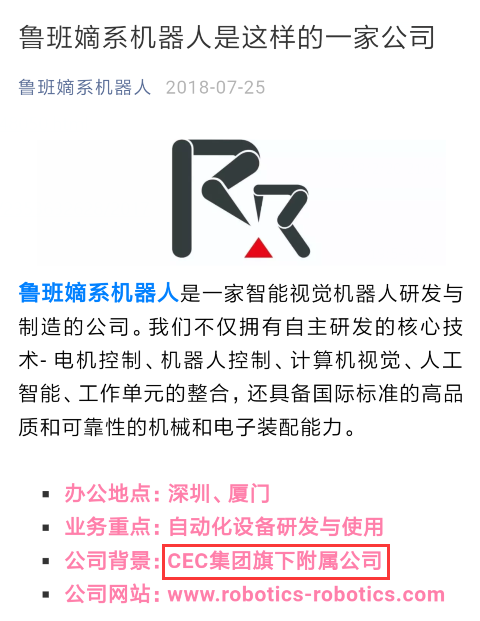 鲁班嫡系机器人是这样的一家公司
鲁班嫡系机器人 2018-07-25
鲁班嫡系机器人是一家智能视觉机器人研发与
制造的公司。我们不仅拥有自主研发的核心技
术- 电机控制、机器人控制、计算机视觉、人工
智能、工作单元的整合，还具备国际标准的高品
质和可靠性的机械和电子装配能力。
▪ 办公地点：深圳、厦门
▪ 业务重点：自动化设备研发与使用
▪ 公司背景：CEC集团旗下附属公司
▪ 公司网站：www.robotics-robotics.com